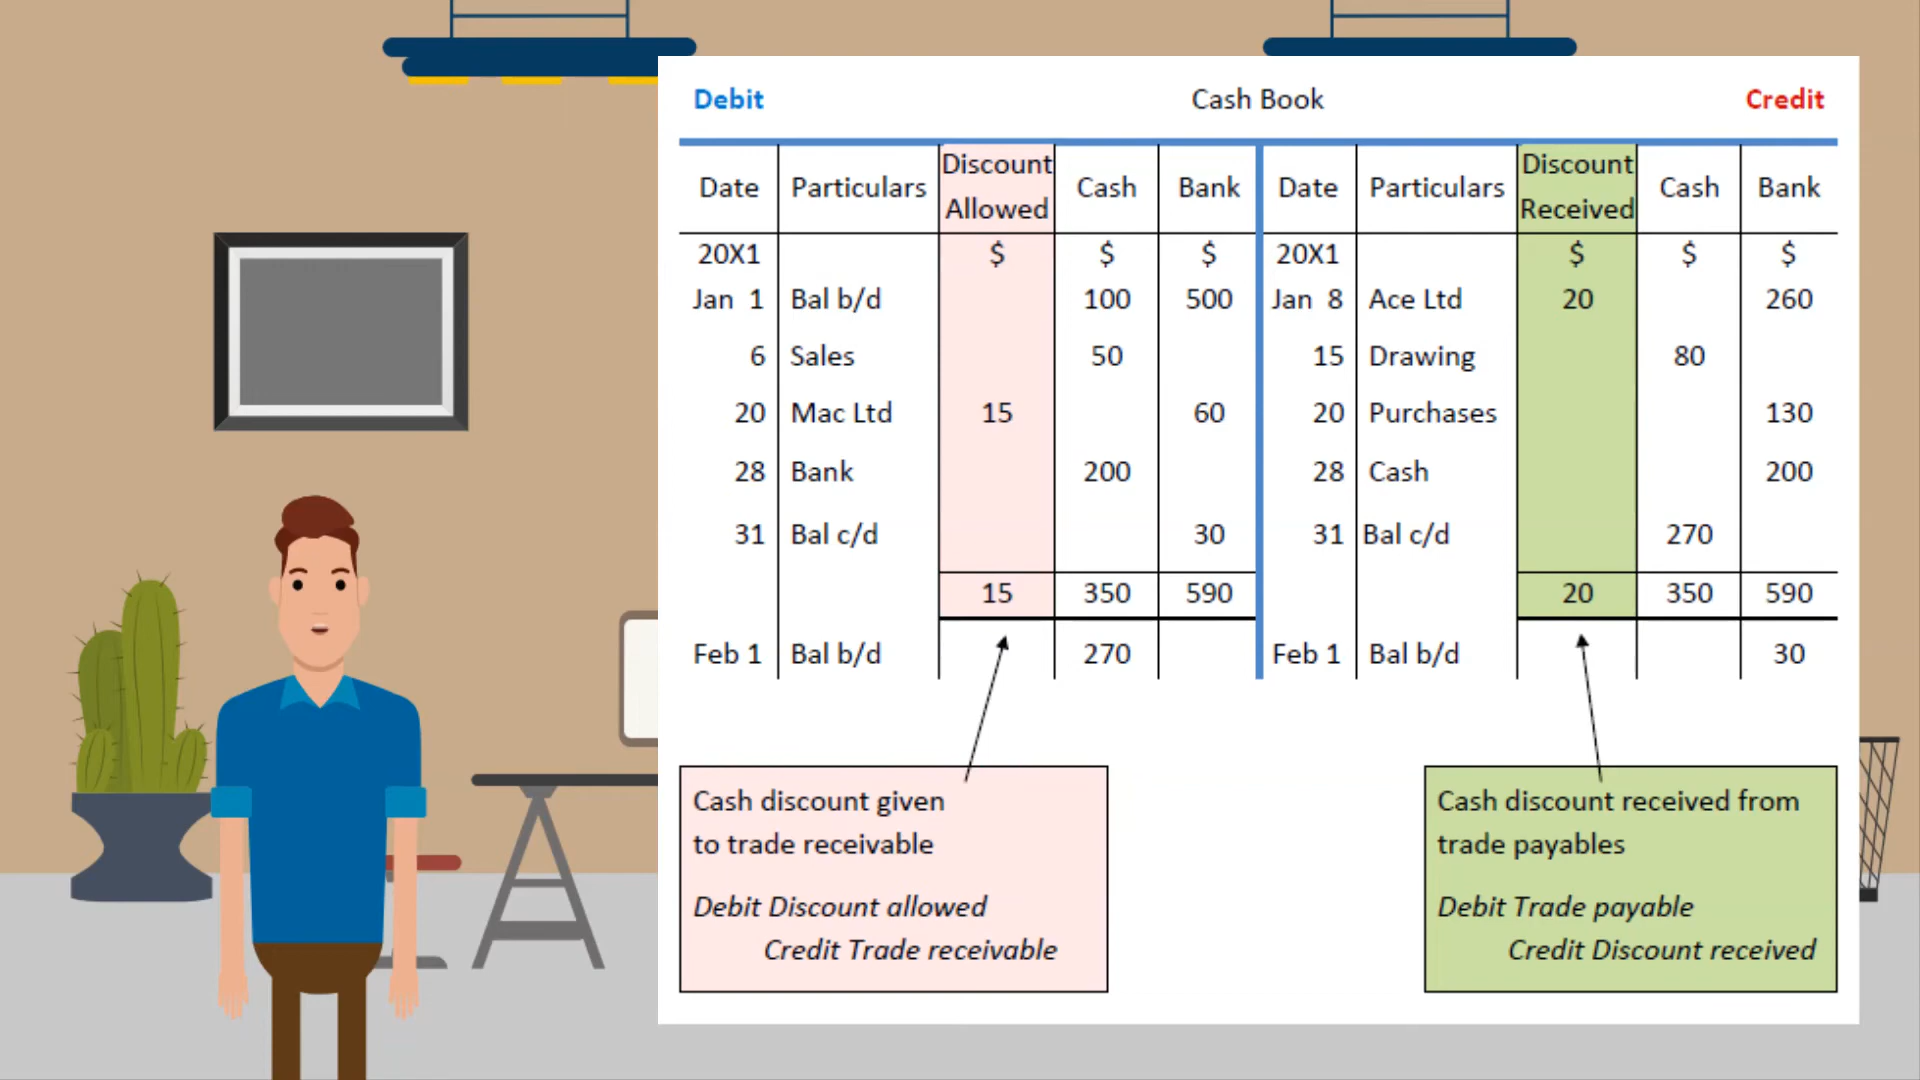 Debit Cash Book Credit
Date Particulars Discount Allowed Cash Bank Date Particulars Discount Received Cash Bank
20X1 $ $ $ 20X1 $ $ $
Jan 1 Bal b/d 100 500 Jan 8 Ace Ltd 20 260
6 Sales 50 15 Drawing 80
20 Mac Ltd 15 60 20 Purchases 130
28 Bank 200 28 Cash 200
31 Bal c/d 30 31 Bal c/d 270
15 350 590 20 350 590
Feb 1 Bal b/d 270 Feb 1 Bal b/d 30
Cash discount given
to trade receivable
Debit Discount allowed
Credit Trade receivable
Cash discount received from
trade payables
Debit Trade payable
Credit Discount received